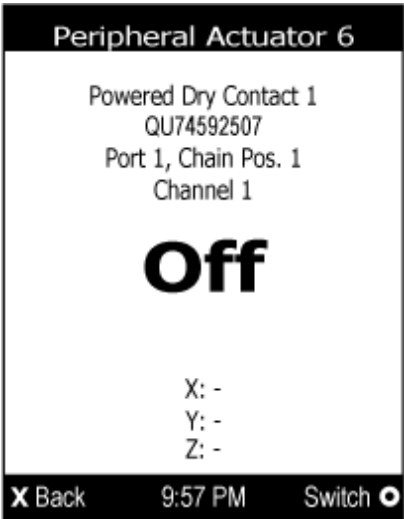 Peripheral Actuator 6
Powered Dry Contact 1
QU74592507
Port 1, Chain Pos. 1
Channel 1
Off
X: -
Y: -
Z: -
X Back 9:57 PM Switch O